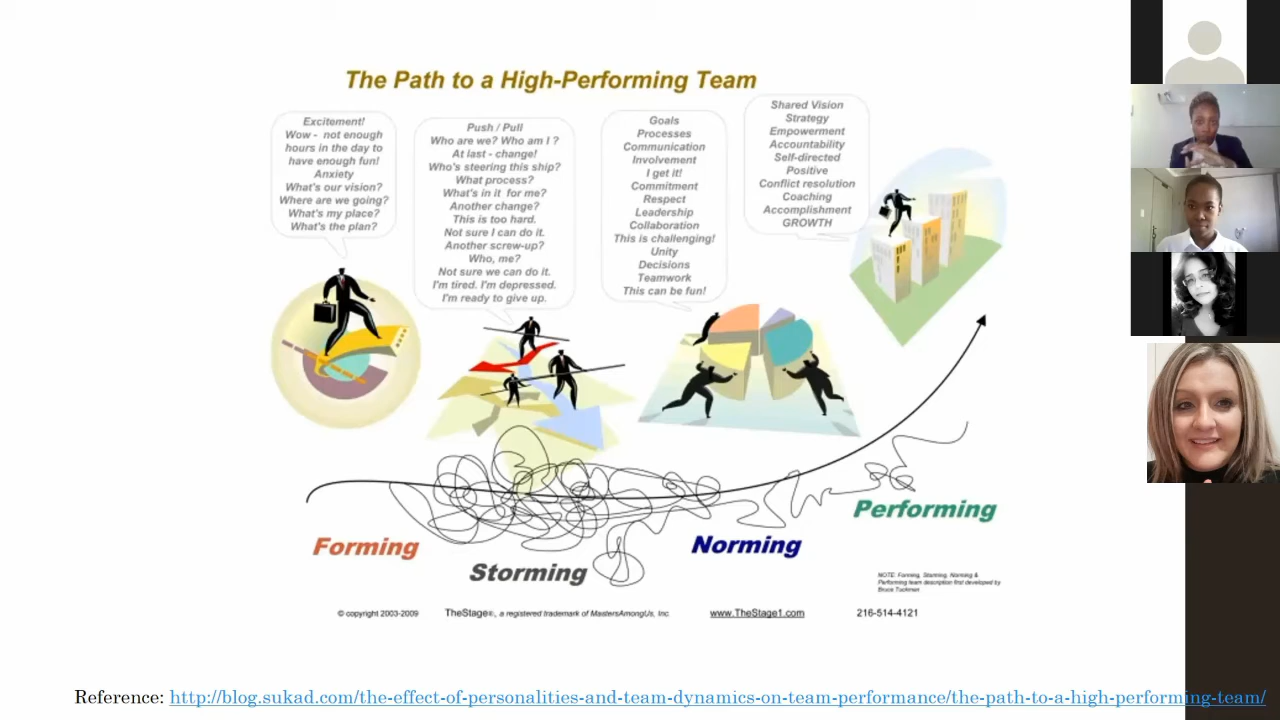 The Path to a High-Performing Team
Excitement!
Wow - not enough
hours in the day to
have enough fun!
Anxiety
What's our vision?
Where are we going?
What's my place?
What's the plan?
Push / Pull
Who are we? Who am I ?
At last - change!
Who's steering this ship?
What process?
What's in it for me?
Another change?
This is too hard.
Not sure I can do it.
Another screw-up?
Who, me?
Not sure we can do it.
I'm tired. I'm depressed.
I'm ready to give up.
Goals
Processes
Communication
Involvement
I get it!
Commitment
Respect
Leadership
Collaboration
This is challenging!
Unity
Decisions
Teamwork
This can be fun!
Shared Vision
Strategy
Empowerment
Accountability
Self-directed
Positive
Conflict resolution
Coaching
Accomplishment
GROWTH
Forming
Storming
Norming
Performing
NOTE: Forming, Storming, Norming &
Performing team description first developed by
Bruce Tuckman
© copyright 2003-2009 TheStage®, a registered trademark of MastersAmongUs, Inc. www.TheStage1.com 216-514-4121
Reference: http://blog.sukad.com/the-effect-of-personalities-and-team-dynamics-on-team-performance/the-path-to-a-high-performing-team/